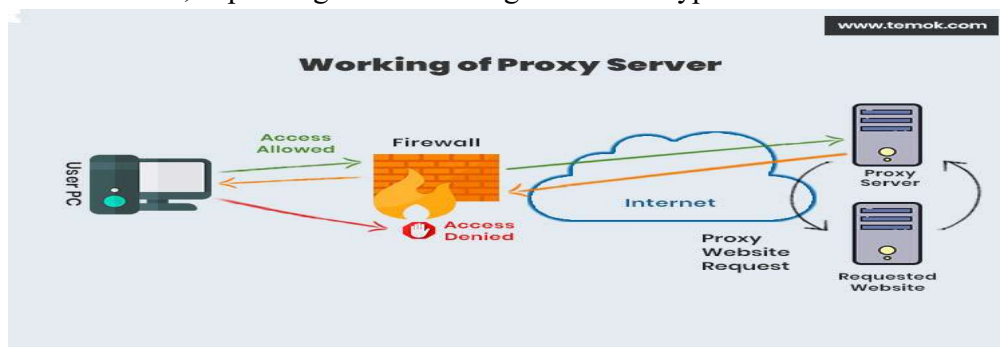 www.temok.com
Working of Proxy Server
User PC
Access
Allowed
Firewall
Access
Denied
Internet
Proxy
Server
Proxy
Website
Request
Requested
Website